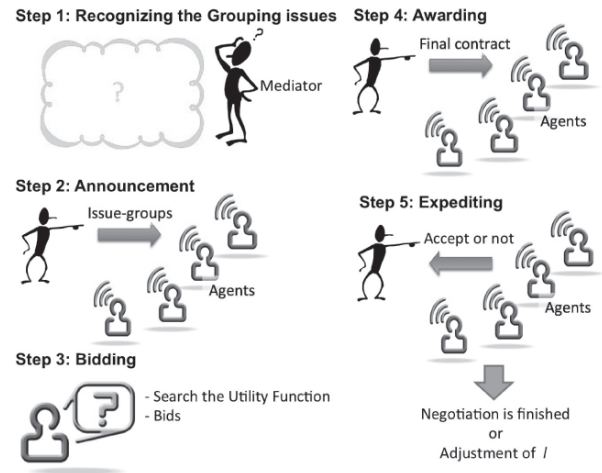 Step 1: Recognizing the Grouping issues
?
?
Mediator
Step 2: Announcement
Issue-groups
Agents
Step 3: Bidding
?
- Search the Utility Function
- Bids
Step 4: Awarding
Final contract
Agents
Step 5: Expediting
Accept or not
Agents
Negotiation is finished
or
Adjustment of l